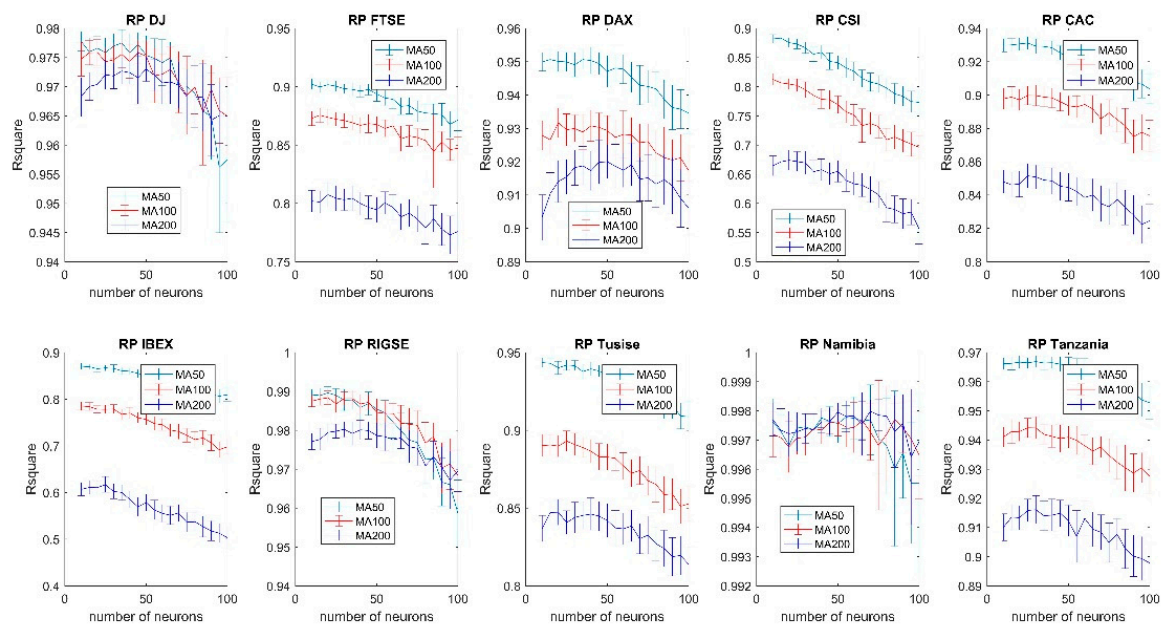 RP DJ
0.98
0.975
0.97
0.965
0.96
0.955
0.95
0.945
0.94
Rsquare
MA50
MA100
MA200
0
50
100
number of neurons
RP FTSE
1
0.95
0.9
0.85
0.8
0.75
Rsquare
MA50
MA100
MA200
0
50
100
number of neurons
RP DAX
0.96
0.95
0.94
0.93
0.92
0.91
0.9
0.89
Rsquare
MA50
MA100
MA200
0
50
100
number of neurons
RP CSI
0.9
0.85
0.8
0.75
0.7
0.65
0.6
0.55
0.5
Rsquare
MA50
MA100
MA200
0
50
100
number of neurons
RP CAC
0.94
0.92
0.9
0.88
0.86
0.84
0.82
0.8
Rsquare
MA50
MA100
MA200
0
50
100
number of neurons
RP IBEX
0.9
0.8
0.7
0.6
0.5
0.4
Rsquare
MA50
MA100
MA200
0
50
100
number of neurons
RP RIGSE
1
0.99
0.98
0.97
0.96
0.95
0.94
Rsquare
MA50
MA100
MA200
0
50
100
number of neurons
RP Tusise
0.95
0.9
0.85
0.8
Rsquare
MA50
MA100
MA200
0
50
100
number of neurons
RP Namibia
1
0.999
0.998
0.997
0.996
0.995
0.994
0.993
0.992
Rsquare
MA50
MA100
MA200
0
50
100
number of neurons
RP Tanzania
0.97
0.96
0.95
0.94
0.93
0.92
0.91
0.9
0.89
Rsquare
MA50
MA100
MA200
0
50
100
number of neurons